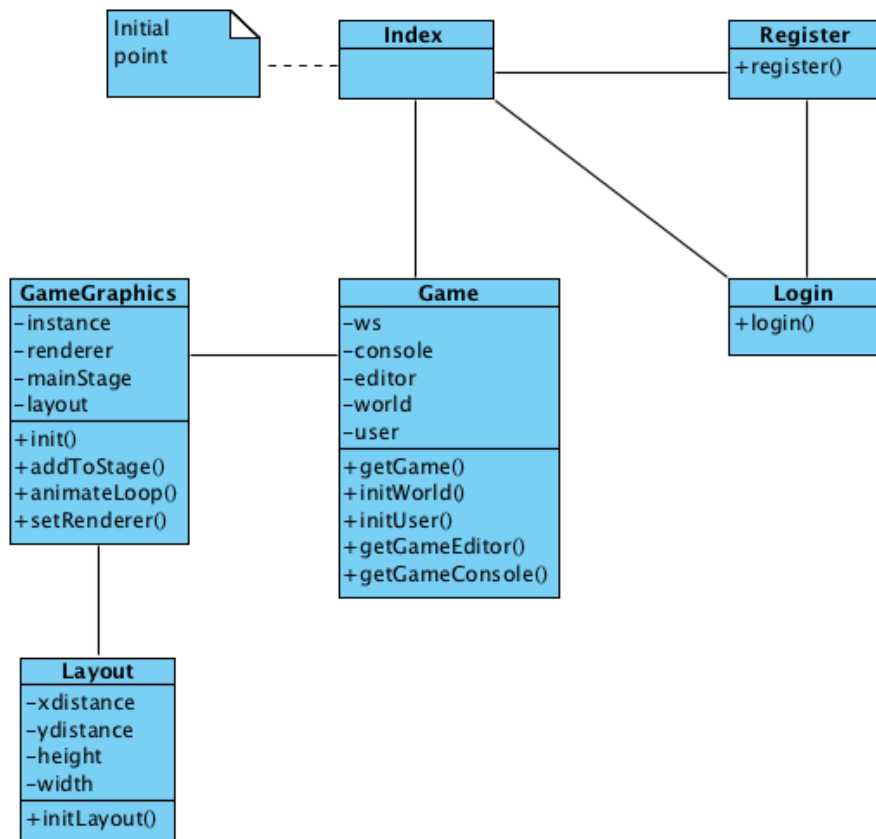 Initial
point
Index
Register
+register()
GameGraphics
-instance
-renderer
-mainStage
-layout
+init()
+addToStage()
+animateLoop()
+setRenderer()
Game
-ws
-console
-editor
-world
-user
+getGame()
+initWorld()
+initUser()
+getGameEditor()
+getGameConsole()
Login
+login()
Layout
-xdistance
-ydistance
-height
-width
+initLayout()